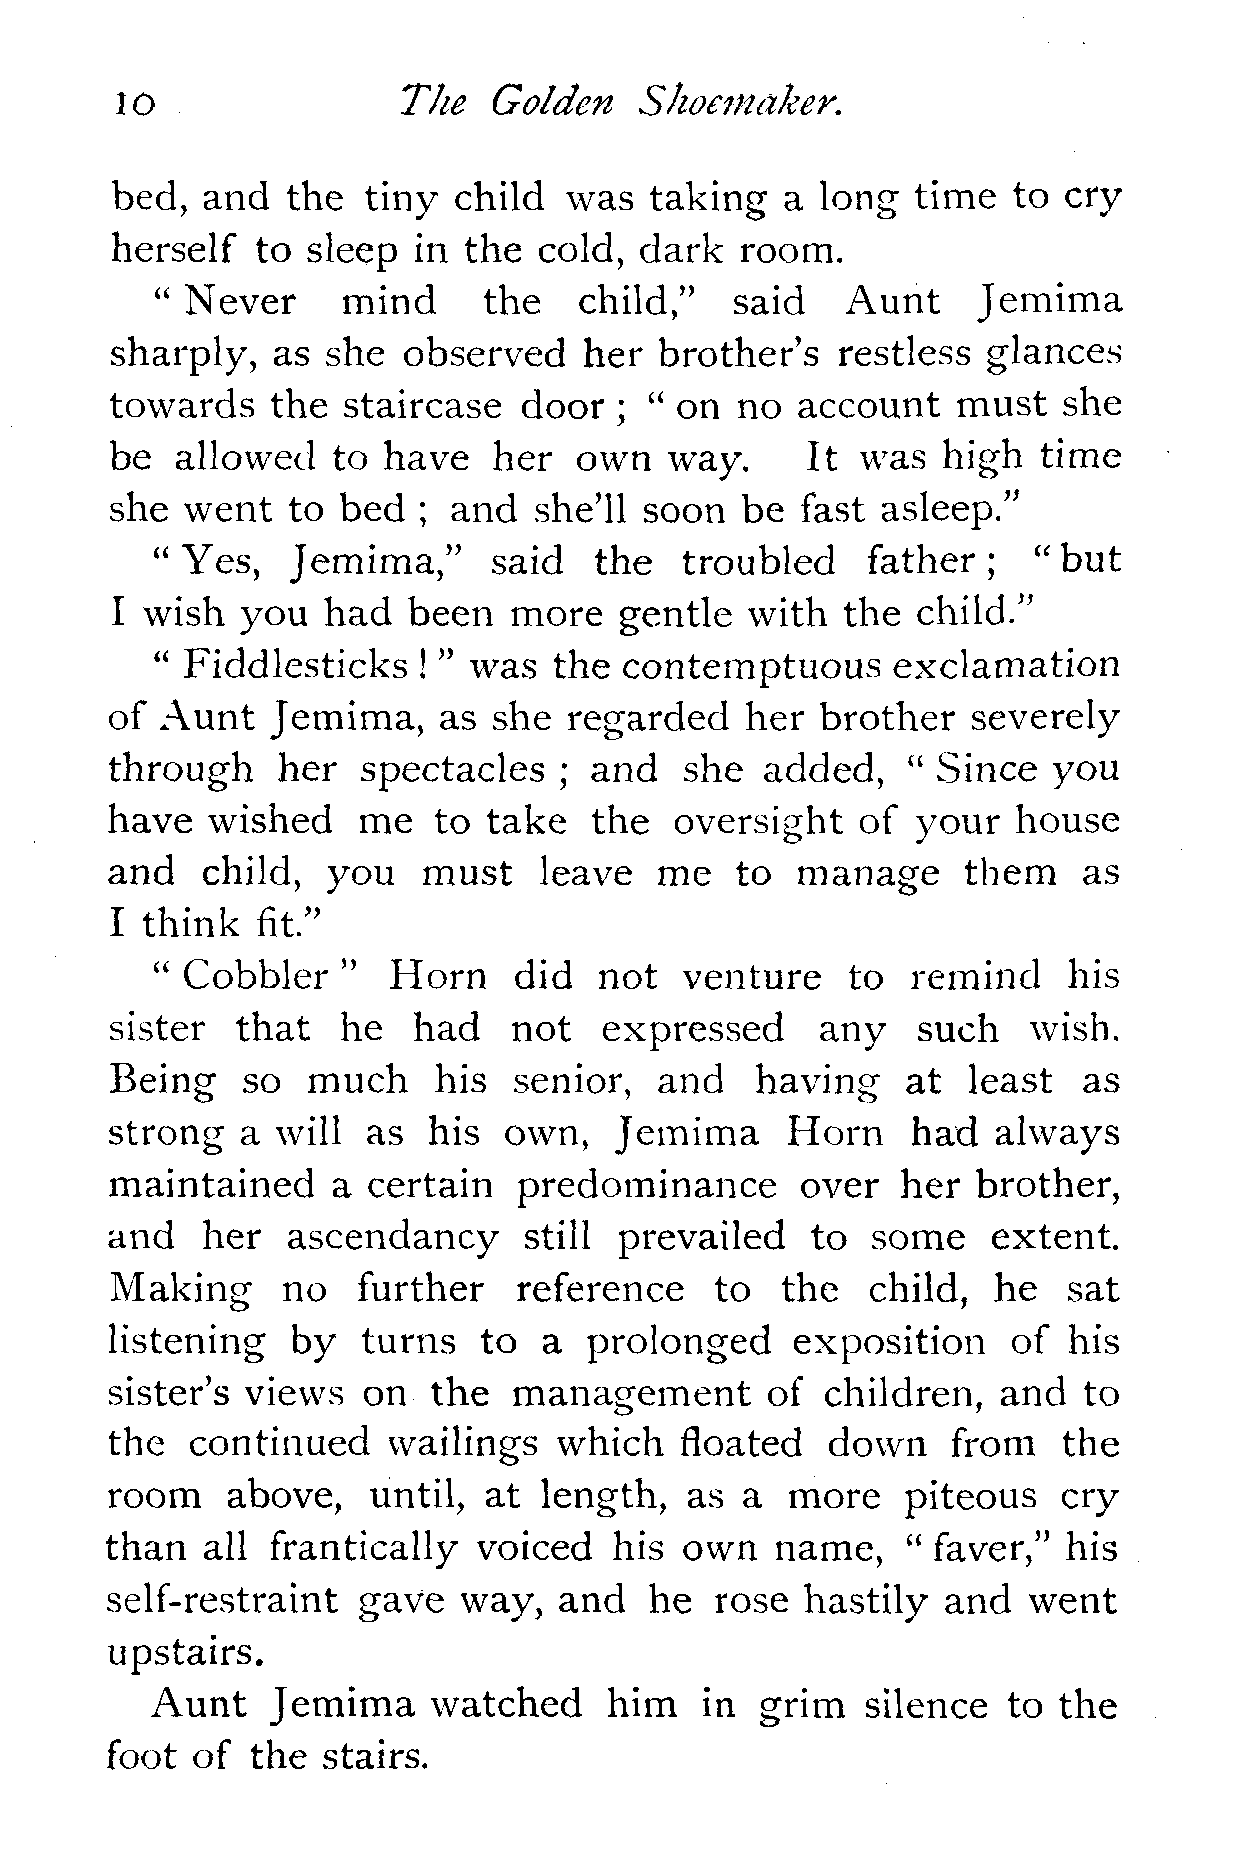 10 The Golden Shoemaker.
bed, and the tiny child was taking a long time to cry
herself to sleep in the cold, dark room.
“ Never mind the child,” said Aunt Jemima
sharply, as she observed her brother’s restless glances
towards the staircase door ; “ on no account must she
be allowed to have her own way. It was high time
she went to bed ; and she’ll soon be fast asleep.”
“ Yes, Jemima,” said the troubled father ; “ but
I wish you had been more gentle with the child.”
“ Fiddlesticks ! ” was the contemptuous exclamation
of Aunt Jemima, as she regarded her brother severely
through her spectacles ; and she added, “ Since you
have wished me to take the oversight of your house
and child, you must leave me to manage them as
I think fit.”
“ Cobbler ” Horn did not venture to remind his
sister that he had not expressed any such wish.
Being so much his senior, and having at least as
strong a will as his own, Jemima Horn had always
maintained a certain predominance over her brother,
and her ascendancy still prevailed to some extent.
Making no further reference to the child, he sat
listening by turns to a prolonged exposition of his
sister’s views on the management of children, and to
the continued wailings which floated down from the
room above, until, at length, as a more piteous cry
than all frantically voiced his own name, “ faver,” his
self-restraint gave way, and he rose hastily and went
upstairs.
Aunt Jemima watched him in grim silence to the
foot of the stairs.